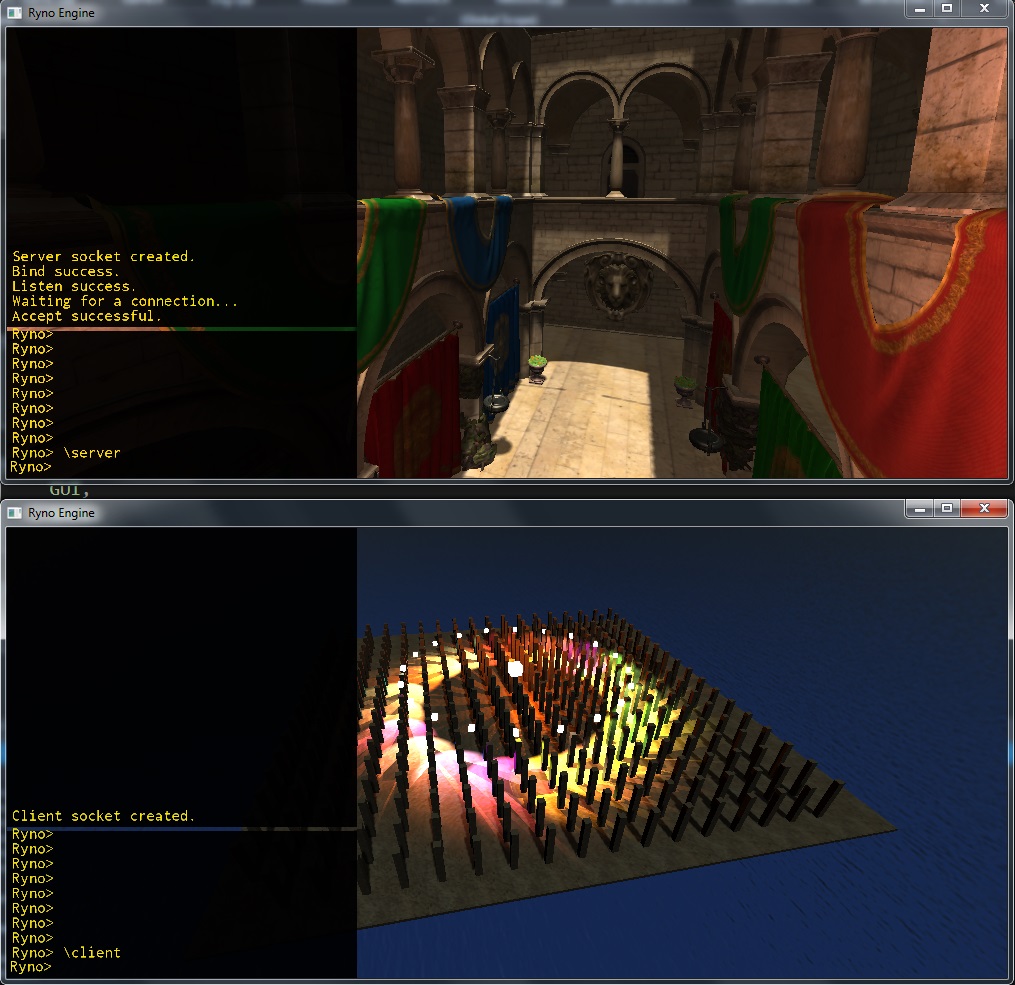 Ryno Engine
Server socket created.
Bind success.
Listen success.
Waiting for a connection...
Accept successful.
Ryno>
Ryno>
Ryno>
Ryno>
Ryno>
Ryno>
Ryno>
Ryno>
Ryno> \server
Ryno>
GUI,
Ryno Engine
Client socket created.
Ryno>
Ryno>
Ryno>
Ryno>
Ryno>
Ryno>
Ryno>
Ryno>
Ryno> \client
Ryno>